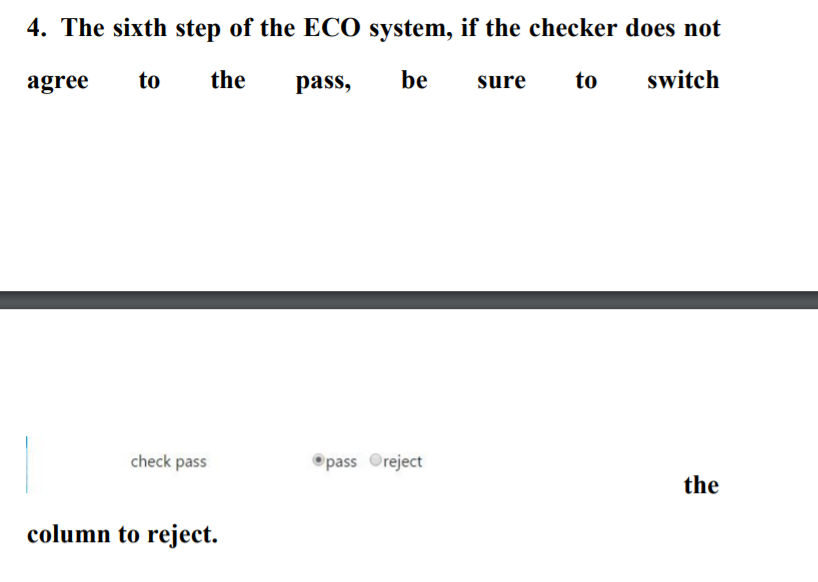 4. The sixth step of the ECO system, if the checker does not
agree to the pass, be sure to switch
check pass pass reject
the
column to reject.